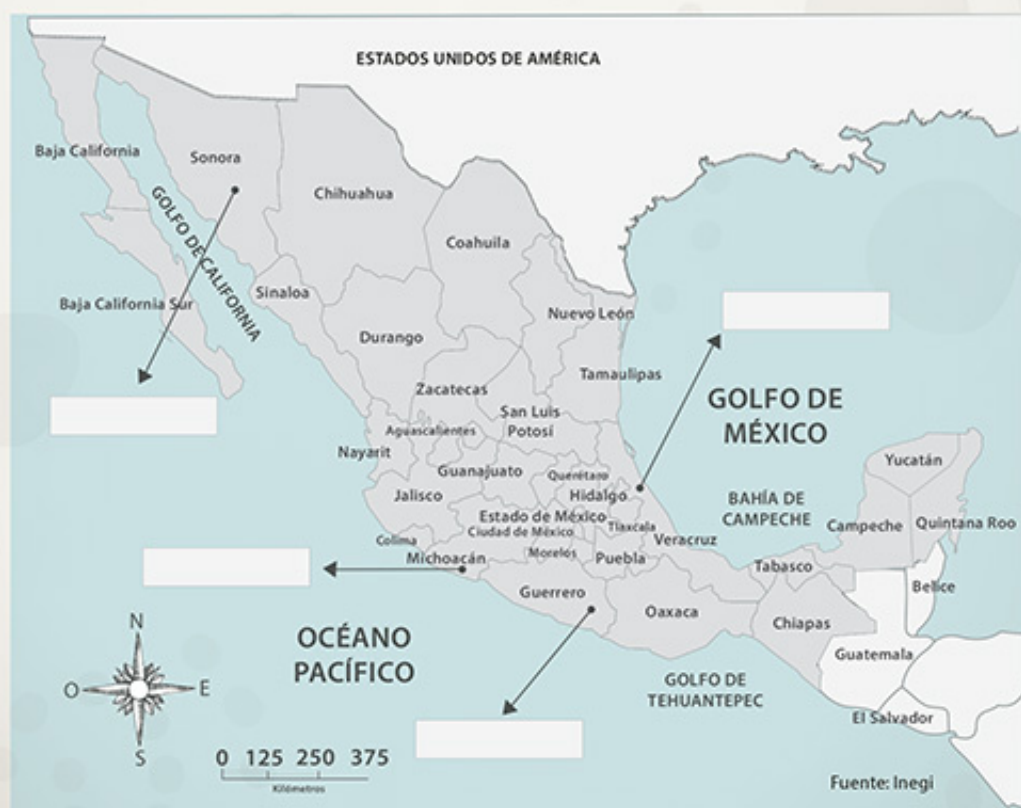 ESTADOS UNIDOS DE AMÉRICA
Baja California
Sonora
Chihuahua
GOLFO DE CALIFORNIA
Coahuila
Sinaloa
Baja California Sur
Nuevo León
Durango
Tamaulipas
Zacatecas
GOLFO DE
MÉXICO
San Luis
Potosí
Aguascalientes
Nayarit
Guanajuato
Querétaro
Yucatán
Jalisco
Hidalgo
BAHÍA DE
CAMPECHE
Estado de México
Ciudad de México
Tlaxcala
Campeche
Quintana Roo
Colima
Veracruz
Michoacán
Morelos
Puebla
Tabasco
Belice
Guerrero
Oaxaca
Chiapas
OCÉANO
PACÍFICO
Guatemala
GOLFO DE
TEHUANTEPEC
El Salvador
N
O
E
S
0 125 250 375
Kilómetros
Fuente: Inegi